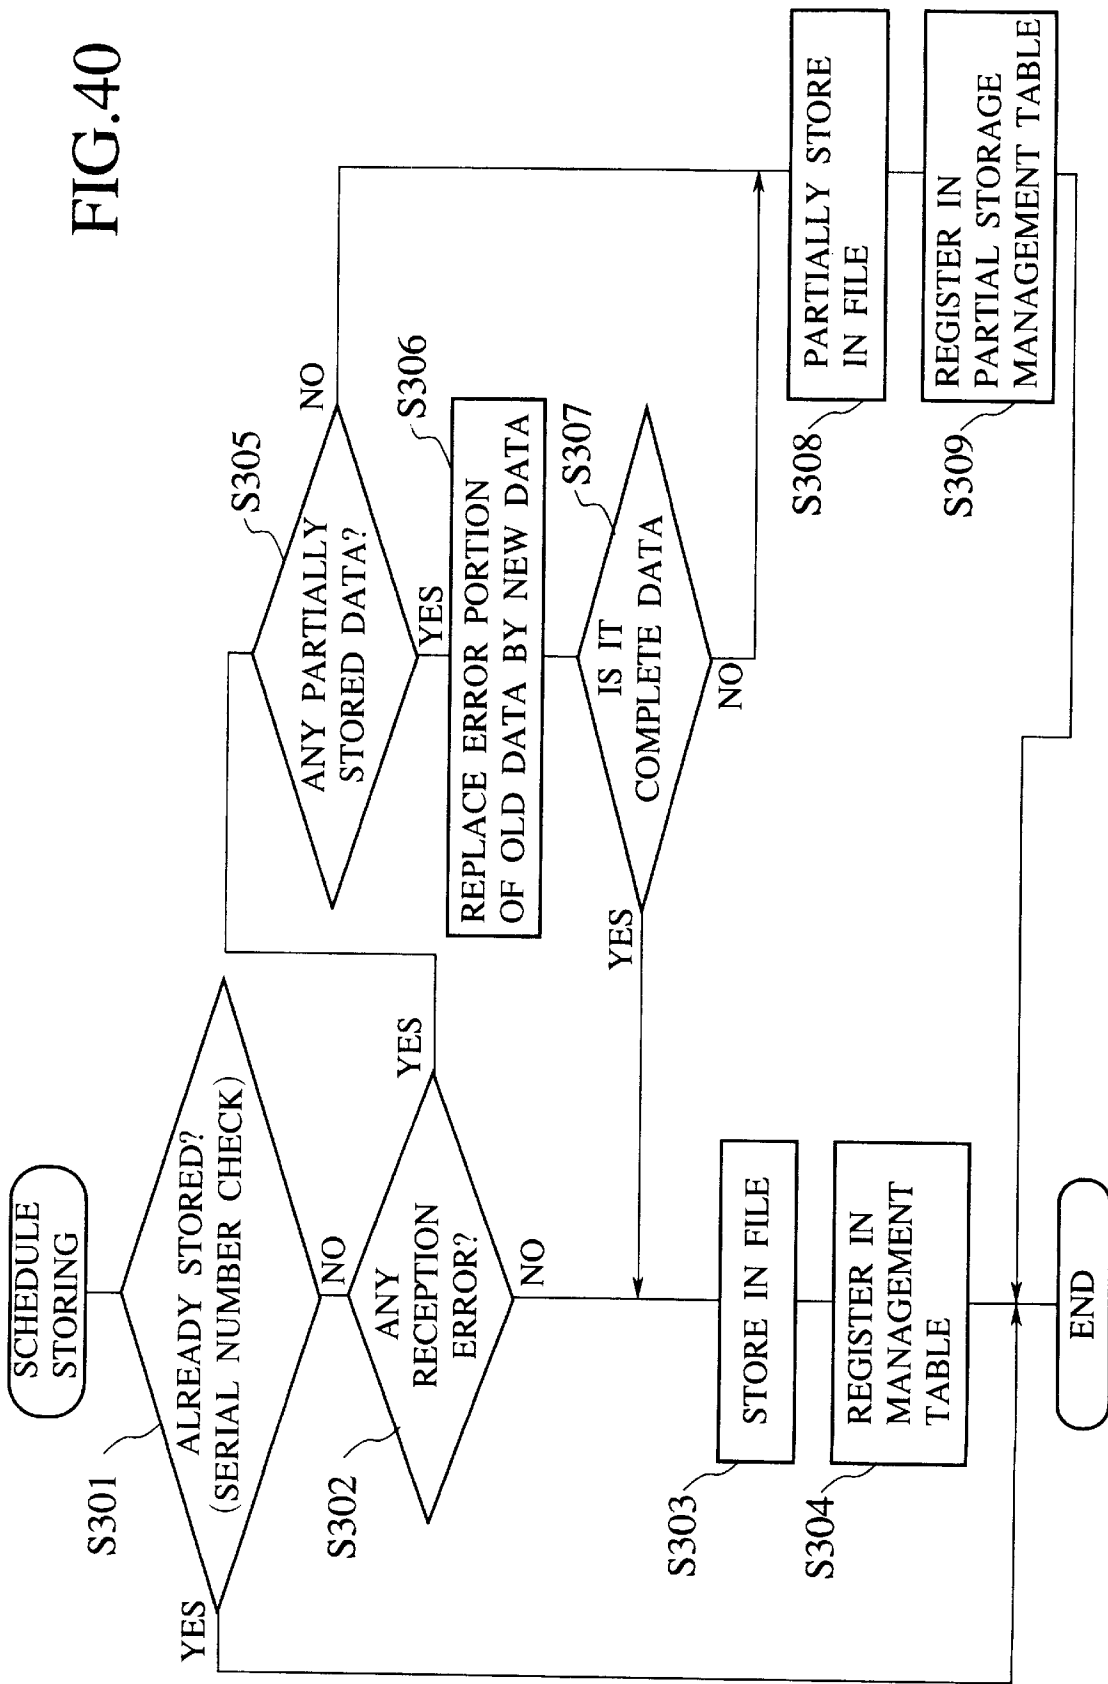 FIG.40
SCHEDULE
STORING
S301
ALREADY STORED?
(SERIAL NUMBER CHECK)
YES
NO
S302
ANY
RECEPTION
ERROR?
YES
NO
S303
STORE IN FILE
S304
REGISTER IN
MANAGEMENT
TABLE
END
S305
ANY PARTIALLY
STORED DATA?
NO
YES
S306
REPLACE ERROR PORTION
OF OLD DATA BY NEW DATA
S307
IS IT
COMPLETE DATA
YES
NO
S308
PARTIALLY STORE
IN FILE
S309
REGISTER IN
PARTIAL STORAGE
MANAGEMENT TABLE